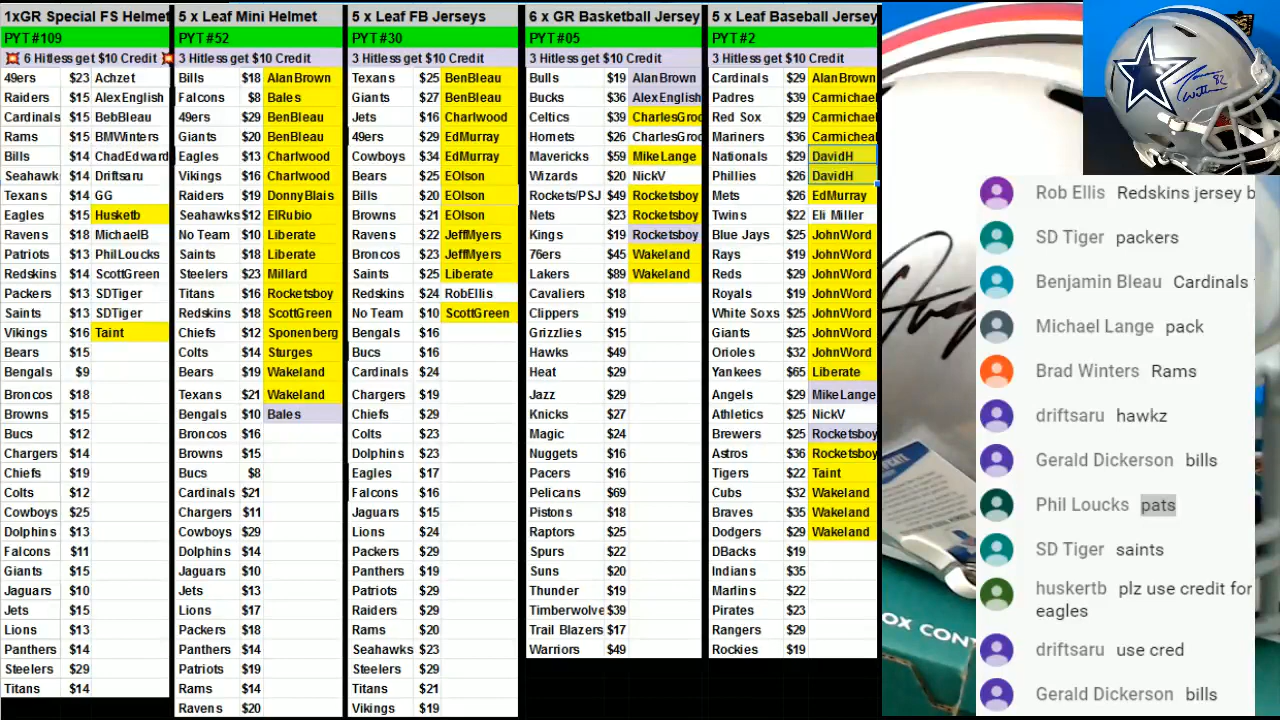 1xGR Special FS Helmet
PYT #109
💥 6 Hitless get $10 Credit 💥
49ers $23 Achzet
Raiders $15 AlexEnglish
Cardinals $15 BebBleau
Rams $15 BMWinters
Bills $14 ChadEdward
Seahawk $14 Driftsaru
Texans $14 GG
Eagles $15 Husketb
Ravens $18 MichaelB
Patriots $13 PhilLoucks
Redskins $14 ScottGreen
Packers $13 SDTiger
Saints $13 SDTiger
Vikings $16 Taint
Bears $15
Bengals $9
Broncos $18
Browns $15
Bucs $12
Chargers $14
Chiefs $19
Colts $12
Cowboys $25
Dolphins $13
Falcons $11
Giants $15
Jaguars $10
Jets $15
Lions $13
Panthers $14
Steelers $29
Titans $14
5 x Leaf Mini Helmet
PYT #52
3 Hitless get $10 Credit
Bills $18 AlanBrown
Falcons $8 Bales
49ers $29 BenBleau
Giants $20 BenBleau
Eagles $13 Charlwood
Vikings $16 Charlwood
Raiders $19 DonnyBlais
Seahawks $12 ElRubio
No Team $10 Liberate
Saints $18 Liberate
Steelers $23 Millard
Titans $16 Rocketsboy
Redskins $18 ScottGreen
Chiefs $12 Sponenberg
Colts $14 Sturges
Bears $19 Wakeland
Texans $21 Wakeland
Bengals $10 Bales
Broncos $16
Browns $15
Bucs $8
Cardinals $21
Chargers $11
Cowboys $29
Dolphins $14
Jaguars $10
Jets $13
Lions $17
Packers $18
Panthers $14
Patriots $19
Rams $14
Ravens $20
5 x Leaf FB Jerseys
PYT #30
3 Hitless get $10 Credit
Texans $25 BenBleau
Giants $27 BenBleau
Jets $16 Charlwood
49ers $29 EdMurray
Cowboys $34 EdMurray
Bears $25 EOlson
Bills $20 EOlson
Browns $21 EOlson
Ravens $22 JeffMyers
Broncos $23 JeffMyers
Saints $25 Liberate
Redskins $24 RobEllis
No Team $10 ScottGreen
Bengals $16
Bucs $16
Cardinals $24
Chargers $19
Chiefs $29
Colts $23
Dolphins $23
Eagles $17
Falcons $16
Jaguars $15
Lions $24
Packers $29
Panthers $19
Patriots $29
Raiders $29
Rams $20
Seahawks $23
Steelers $29
Titans $21
Vikings $19
6 x GR Basketball Jersey
PYT #05
3 Hitless get $10 Credit
Bulls $19 AlanBrown
Bucks $36 AlexEnglish
Celtics $39 CharlesGroo
Hornets $26 CharlesGroo
Mavericks $59 MikeLange
Wizards $20 NickV
Rockets/PSJ $49 Rocketsboy
Nets $23 Rocketsboy
Kings $19 Rocketsboy
76ers $45 Wakeland
Lakers $89 Wakeland
Cavaliers $18
Clippers $19
Grizzlies $15
Hawks $49
Heat $29
Jazz $29
Knicks $27
Magic $24
Nuggets $16
Pacers $16
Pelicans $69
Pistons $18
Raptors $25
Spurs $22
Suns $20
Thunder $19
Timberwolve $39
Trail Blazers $17
Warriors $49
5 x Leaf Baseball Jersey
PYT #2
3 Hitless get $10 Credit
Cardinals $29 AlanBrown
Padres $39 Carmichael
Red Sox $29 Carmichael
Mariners $36 Carmicheal
Nationals $29 DavidH
Phillies $26 DavidH
Mets $26 EdMurray
Twins $22 Eli Miller
Blue Jays $25 JohnWord
Rays $19 JohnWord
Reds $29 JohnWord
Royals $19 JohnWord
White Soxs $25 JohnWord
Giants $25 JohnWord
Orioles $32 JohnWord
Yankees $65 Liberate
Angels $29 MikeLange
Athletics $25 NickV
Brewers $25 Rocketsboy
Astros $36 Rocketsboy
Tigers $22 Taint
Cubs $32 Wakeland
Braves $35 Wakeland
Dodgers $29 Wakeland
DBacks $19
Indians $35
Marlins $22
Pirates $23
Rangers $29
Rockies $19
Rob Ellis Redskins jersey b
SD Tiger packers
Benjamin Bleau Cardinals
Michael Lange pack
Brad Winters Rams
driftsaru hawkz
Gerald Dickerson bills
Phil Loucks pats
SD Tiger saints
huskertb plz use credit for
eagles
driftsaru use cred
Gerald Dickerson bills
OX CONT